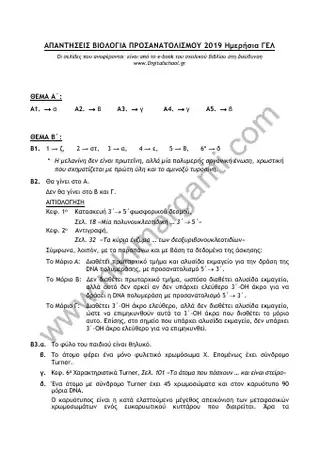 ΑΠΑΝΤΗΣΕΙΣ ΒΙΟΛΟΓΙΑ ΠΡΟΣΑΝΑΤΟΛΙΣΜΟΥ 2019 Ημερήσια ΓΕΛ
Οι σελίδες που αναφέρονται είναι από το e-book του σχολικού βιβλίου στη διεύθυνση
www.Digitalschool.gr
ΘΕΜΑ Α΄:
Α1. → α Α2. → Β Α3. → γ Α4. → γ Α5. → δ
ΘΕΜΑ Β΄:
Β1. 1 → ζ, 2 → στ, 3 → α, 4 → ε, 5 → Β, 6* → δ
* Η μελανίνη δεν είναι πρωτεΐνη, αλλά μία πολυμερής οργανική ένωση, χρωστική
που σχηματίζεται με πρώτη ύλη και το αμινοξύ τυροσίνη.
Β2. Θα γίνει στο Α.
Δεν θα γίνει στο Β και Γ.
ΑΙΤΙΟΛΟΓΗΣΗ
Κεφ. 1ο Κατασκευή 3΄→ 5΄φωσφορικού δεσμού,
Σελ. 18 «Μία πολυνουκλεοτιδική ... 3΄→ 5΄»
Κεφ. 2ο Αντιγραφή,
Σελ. 32 «Τα κύρια ένζυμα ... των δεοξυριβονουκλεοτιδίων»
Σύμφωνα, λοιπόν, με τα παραπάνω και με βάση τα δεδομένα της άσκησης:
Το Μόριο Α: Διαθέτει πρωταρχικό τμήμα και αλυσίδα εκμαγείο για την δράση της
DNA πολυμεράσης, με προσανατολισμό 5΄→ 3΄.
Το Μόριο Β: Δεν διαθέτει πρωταρχικό τμήμα, ωστόσο διαθέτει αλυσίδα εκμαγείο,
αλλά αυτό δεν αρκεί αν δεν υπάρχει ελεύθερο 3΄-ΟΗ άκρο για να
δράσει η DNA πολυμεράση με προσανατολισμό 5΄→ 3΄.
Το Μόριο Γ: Διαθέτει 3΄-ΟΗ άκρο ελεύθερο, αλλά δεν διαθέτει αλυσίδα εκμαγείο,
ώστε να επιμηκυνθούν αυτά τα 3΄-ΟΗ άκρα που διαθέτει το μόριο
αυτό. Επίσης, στο σημείο που υπάρχει αλυσίδα εκμαγείο, δεν υπάρχει
3΄-ΟΗ άκρο ελεύθερο για να επιμηκυνθεί.
Β3.α. Το φύλο του παιδιού είναι θηλυκό.
β. Το άτομο φέρει ένα μόνο φυλετικό χρωμόσωμα Χ. Επομένως έχει σύνδρομο
Turner.
γ. Κεφ. 6ο Χαρακτηριστικά Turner, Σελ. 101 «Τα άτομα που πάσχουν ... και είναι στείρα»
δ. Ένα άτομο με σύνδρομο Turner έχει 45 χρωμοσώματα και στον καρυότυπο 90
μόρια DNA.
Ο καρυότυπος είναι η κατά ελαττούμενο μέγεθος απεικόνιση των μεταφασικών
χρωμοσωμάτων ενός ευκαρυωτικού κυττάρου που διαιρείται. Άρα τα